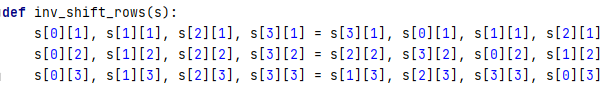 def inv_shift_rows(s):
    s[0][1], s[1][1], s[2][1], s[3][1] = s[3][1], s[0][1], s[1][1], s[2][1]
    s[0][2], s[1][2], s[2][2], s[3][2] = s[2][2], s[3][2], s[0][2], s[1][2]
    s[0][3], s[1][3], s[2][3], s[3][3] = s[1][3], s[2][3], s[3][3], s[0][3]